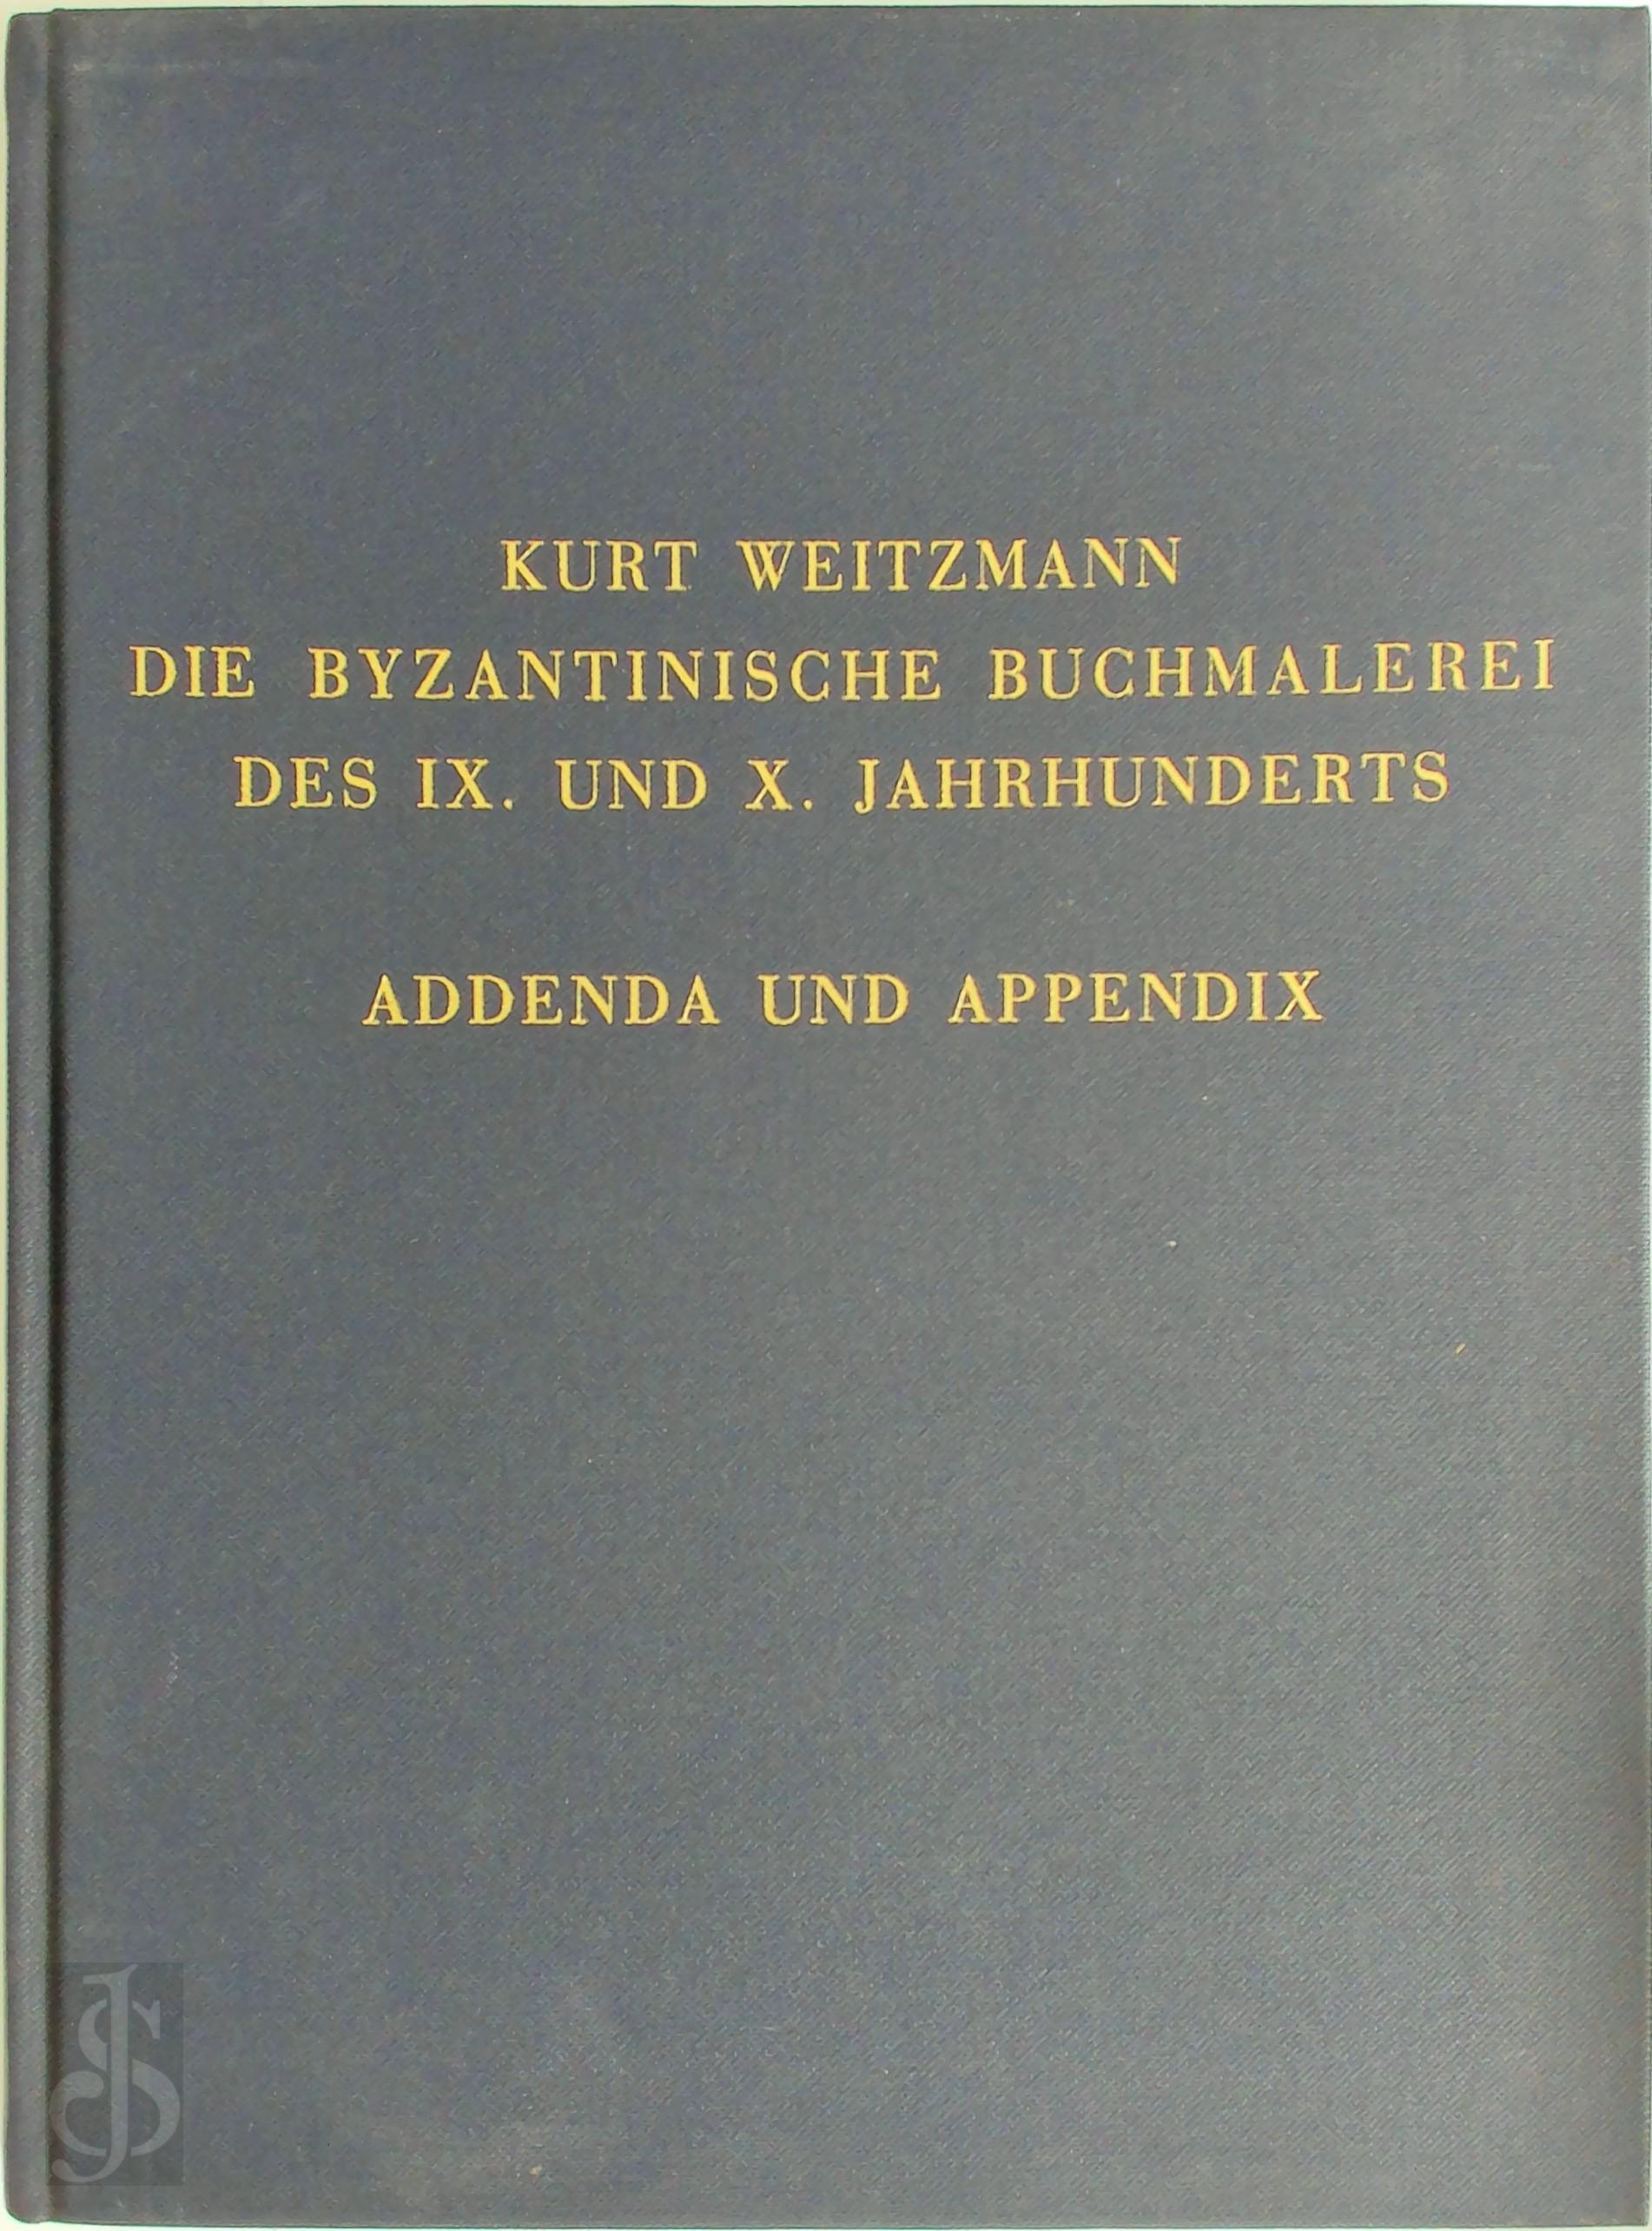 KURT WEITZMANN
DIE BYZANTINISCHE BUCHMALEREI
DES IX. UND X. JAHRHUNDERTS
ADDENDA UND APPENDIX